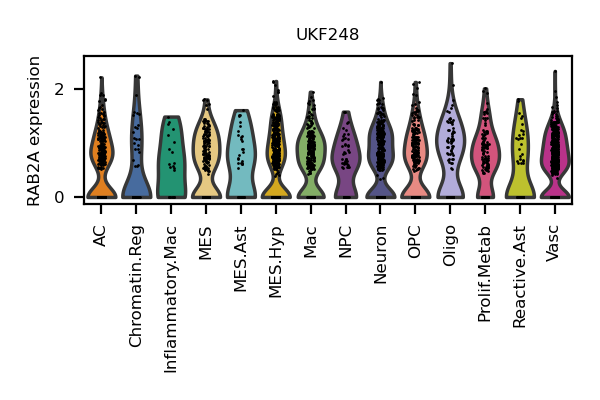 UKF248
RAB2A expression
2
0
AC
Chromatin.Reg
Inflammatory.Mac
MES
MES.Ast
MES.Hyp
Mac
NPC
Neuron
OPC
Oligo
Prolif.Metab
Reactive.Ast
Vasc